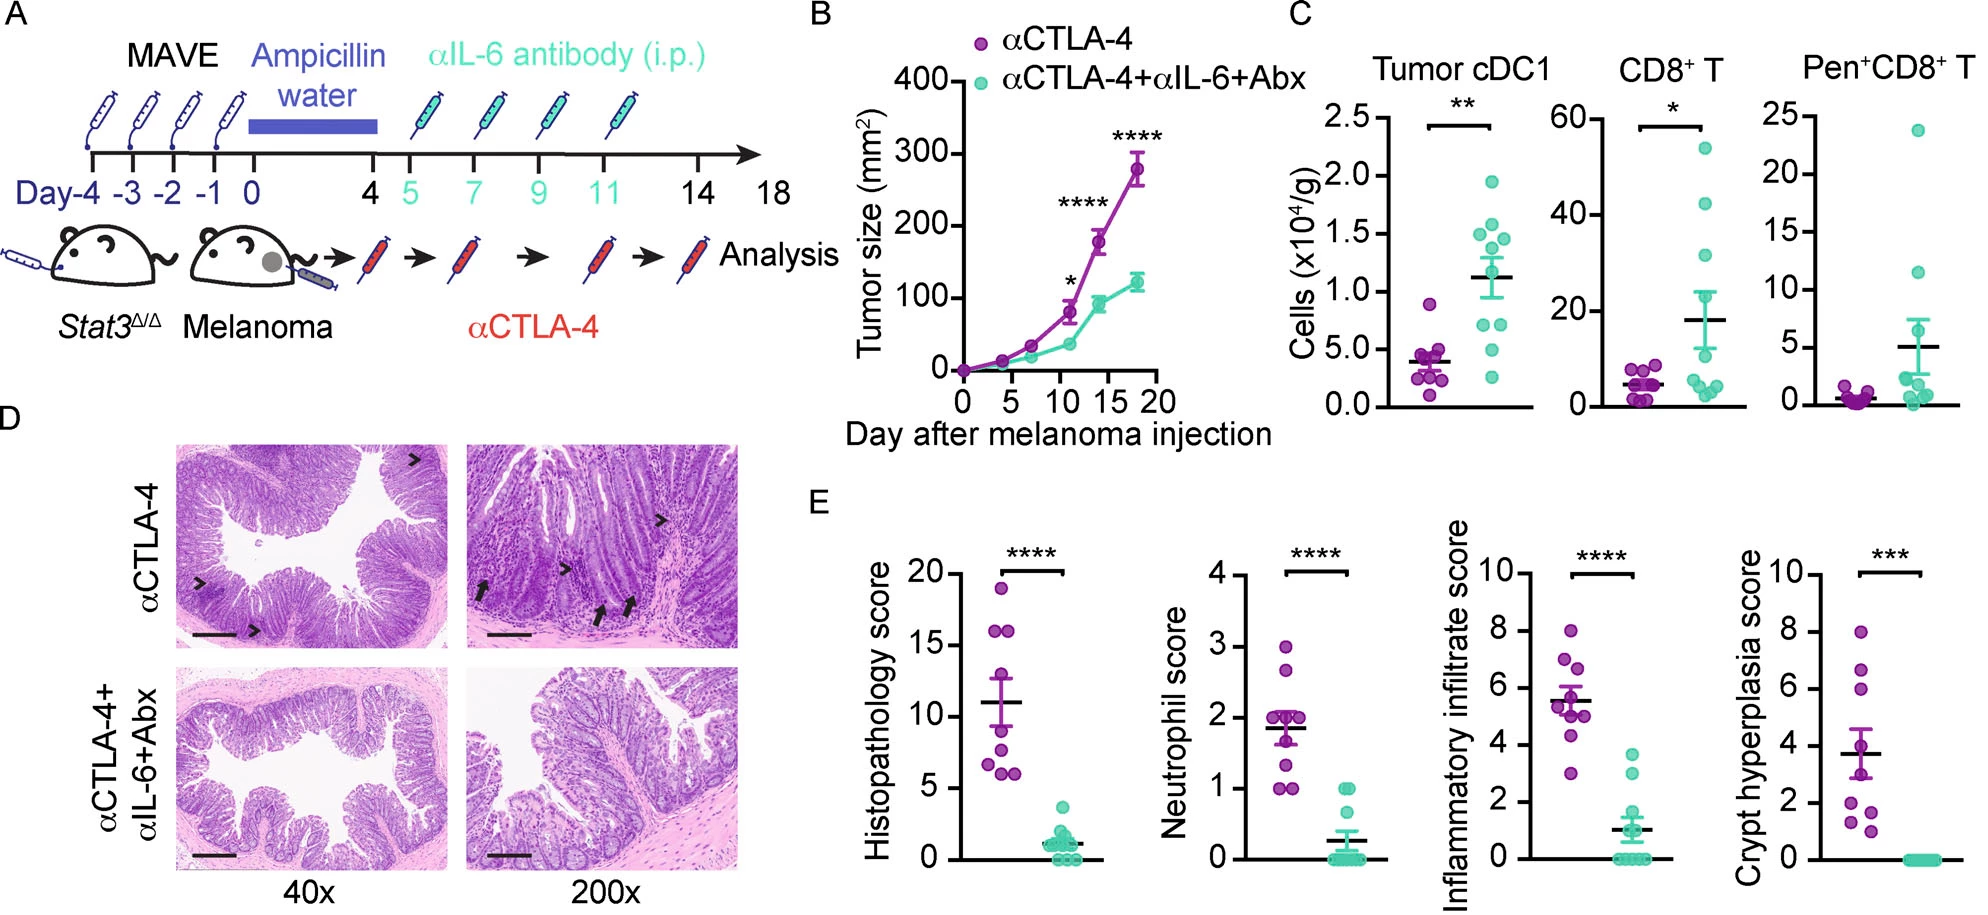 A
MAVE
Ampicillin
water
αIL-6 antibody (i.p.)
Day-4 -3 -2 -1 0 4 5 7 9 11 14 18
Analysis
Stat3Δ/Δ Melanoma
αCTLA-4
B
αCTLA-4
αCTLA-4+αIL-6+Abx
Tumor size (mm²)
400
300
200
100
0
*
****
****
0 5 10 15 20
Day after melanoma injection
C
Tumor cDC1
CD8⁺ T
Pen⁺CD8⁺ T
Cells (x10⁴/g)
**
2.5
2.0
1.5
1.0
5.0
0.0
*
60
40
20
0
25
20
15
10
5
0
D
αCTLA-4
αCTLA-4+
αIL-6+Abx
40x
200x
E
Histopathology score
****
20
15
10
5
0
Neutrophil score
****
4
3
2
1
0
Inflammatory infiltrate score
****
10
8
6
4
2
0
Crypt hyperplasia score
***
10
8
6
4
2
0